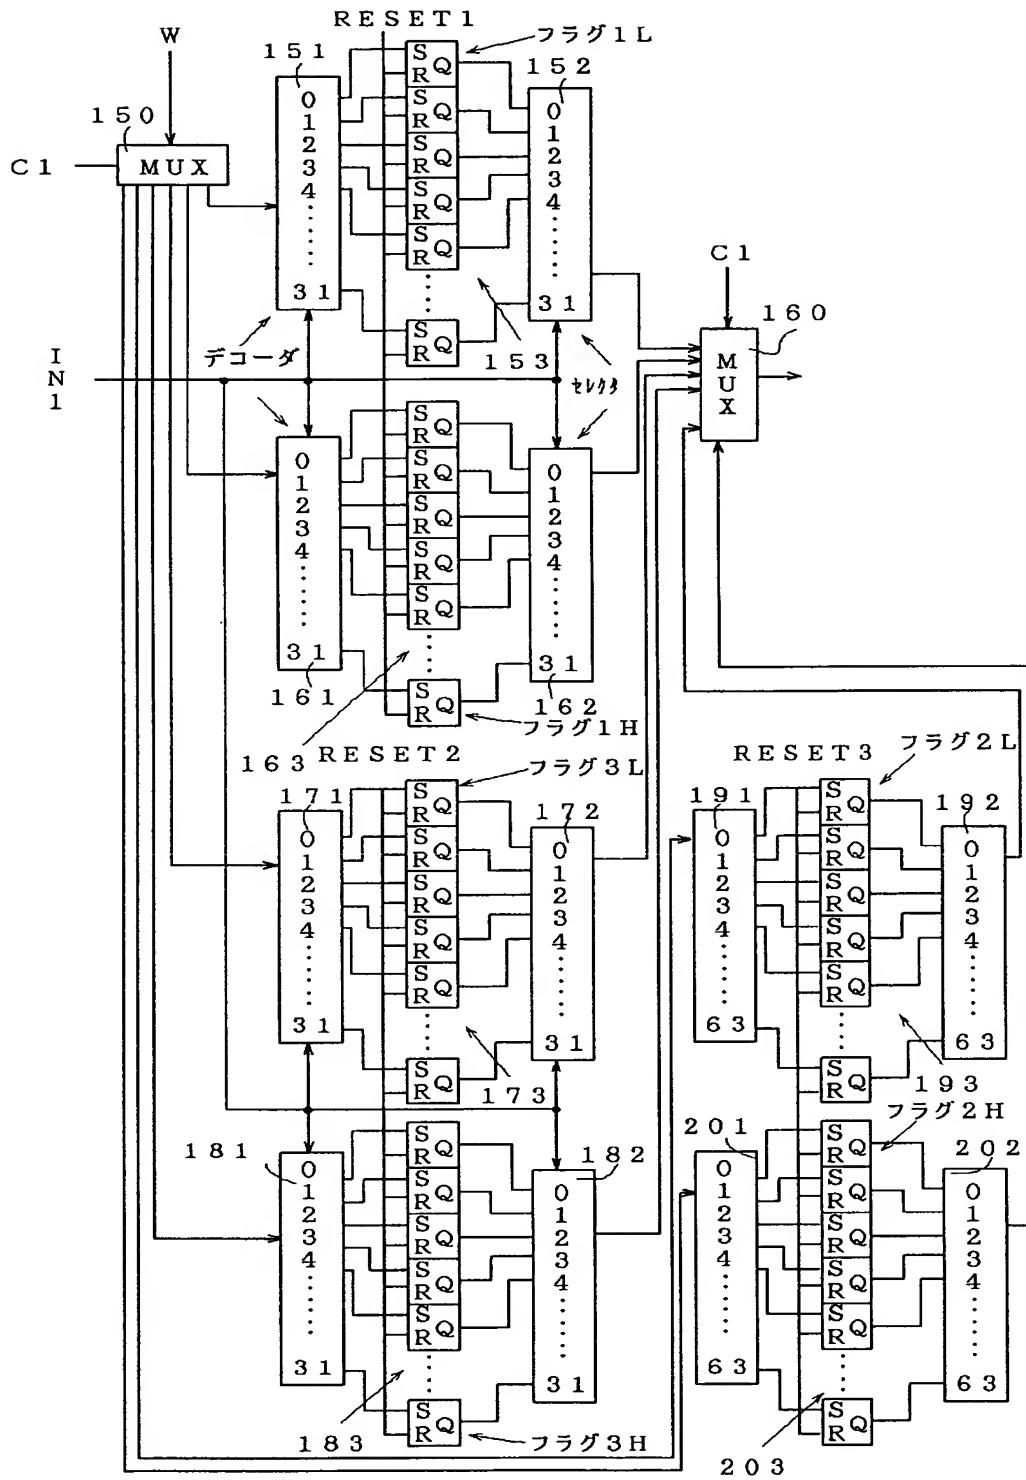 RESET1
W
151
フラグ1L
152
150
C1
MUX
0
1
2
3
4
31
S
R
Q
S
R
Q
S
R
Q
S
R
Q
S
R
Q
S
R
Q
0
1
2
3
4
31
153
デコーダ
セレクタ
IN1
C1
160
MUX
0
1
2
3
4
31
161
S
R
Q
S
R
Q
S
R
Q
S
R
Q
S
R
Q
S
R
Q
0
1
2
3
4
31
162
163
フラグ1H
RESET2
フラグ3L
171
172
0
1
2
3
4
31
S
R
Q
S
R
Q
S
R
Q
S
R
Q
S
R
Q
S
R
Q
0
1
2
3
4
31
173
RESET3
フラグ2L
191
192
0
1
2
3
4
63
S
R
Q
S
R
Q
S
R
Q
S
R
Q
S
R
Q
S
R
Q
0
1
2
3
4
63
193
181
182
0
1
2
3
4
31
S
R
Q
S
R
Q
S
R
Q
S
R
Q
S
R
Q
S
R
Q
0
1
2
3
4
31
183
フラグ3H
フラグ2H
201
202
0
1
2
3
4
63
S
R
Q
S
R
Q
S
R
Q
S
R
Q
S
R
Q
S
R
Q
0
1
2
3
4
63
203